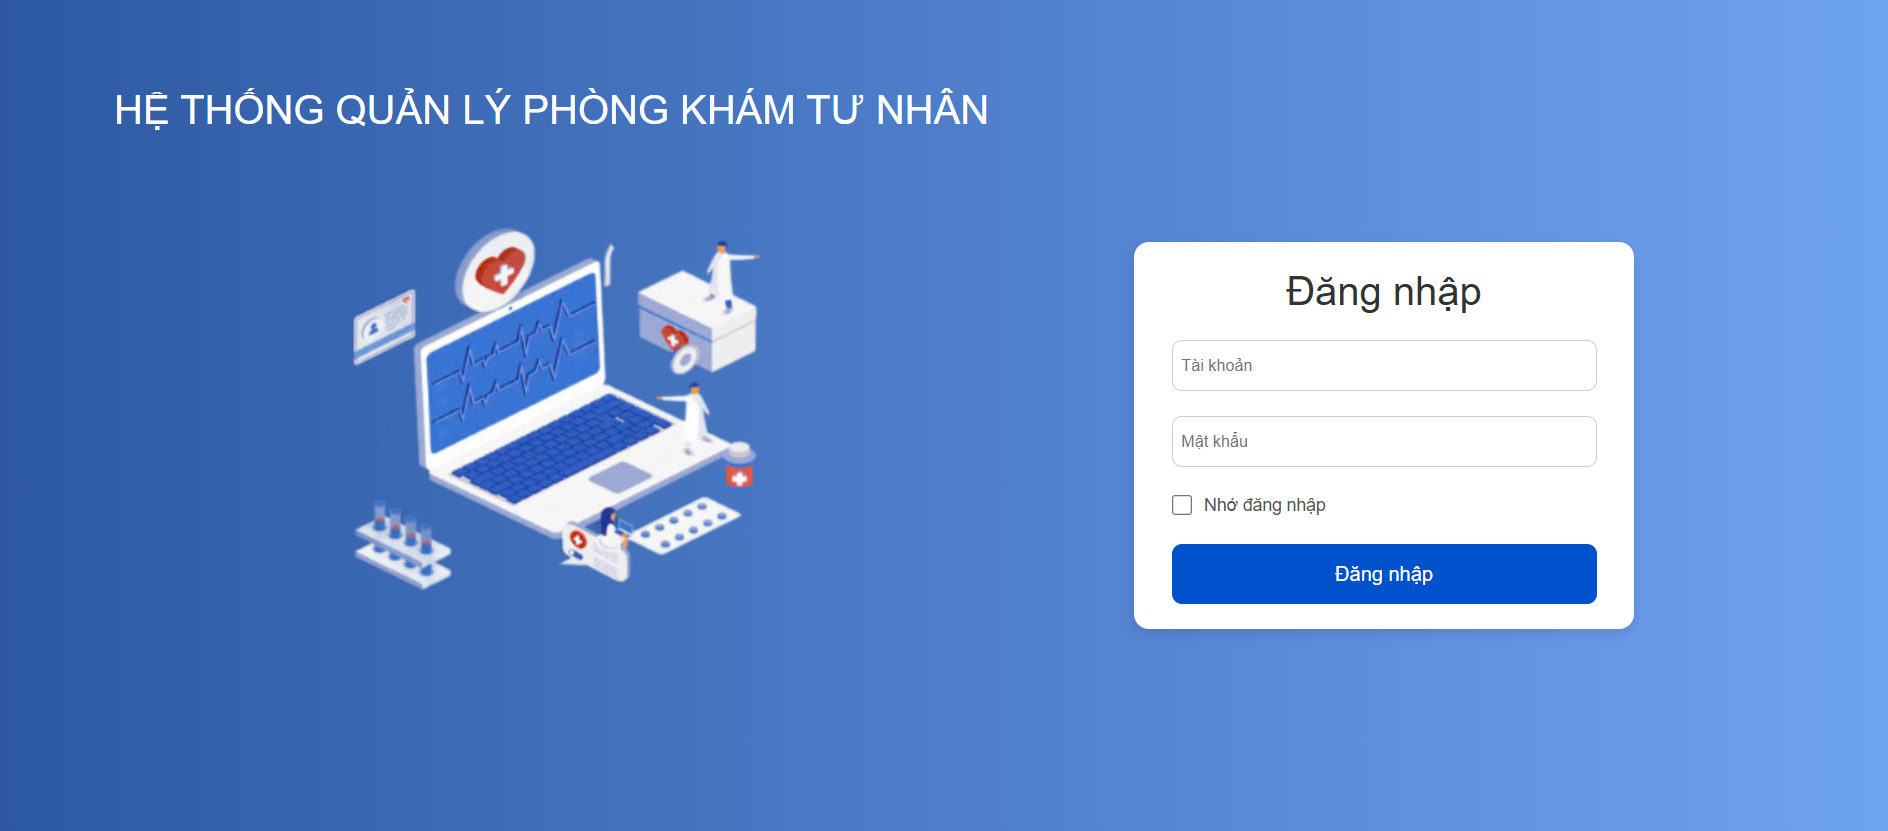 HỆ THỐNG QUẢN LÝ PHÒNG KHÁM TƯ NHÂN
Đăng nhập
Tài khoản
Mật khẩu
Nhớ đăng nhập
Đăng nhập